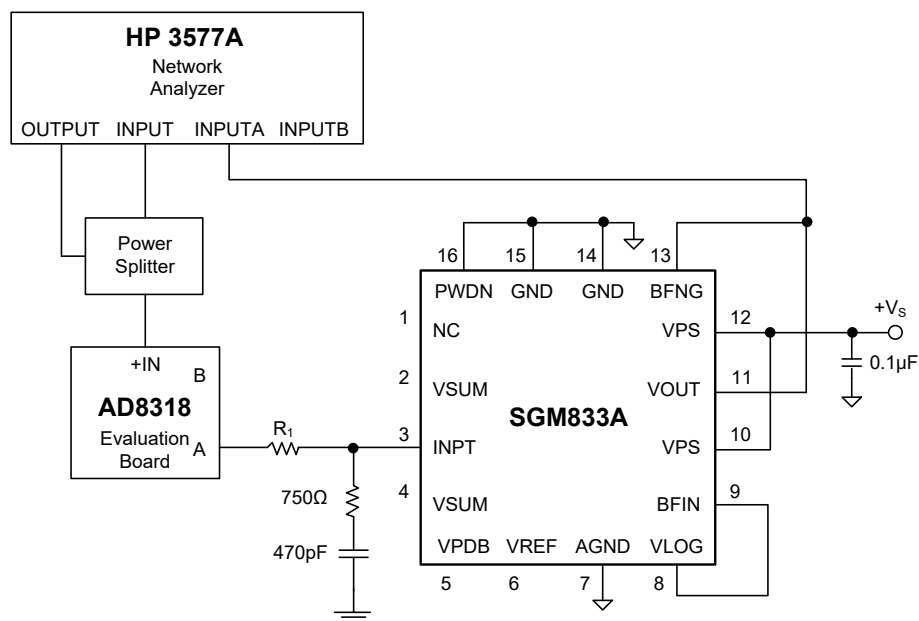 HP 3577A
Network
Analyzer
OUTPUT INPUT INPUTA INPUTB
Power
Splitter
+IN
B
AD8318
Evaluation
Board
A
R1
750Ω
470pF
16 15 14 13
PWDN GND GND BFNG
1 NC
2 VSUM
3 INPT
4 VSUM
SGM833A
VPS 12
VOUT 11
VPS 10
BFIN 9
VPDB VREF AGND VLOG
5 6 7 8
+VS
0.1µF